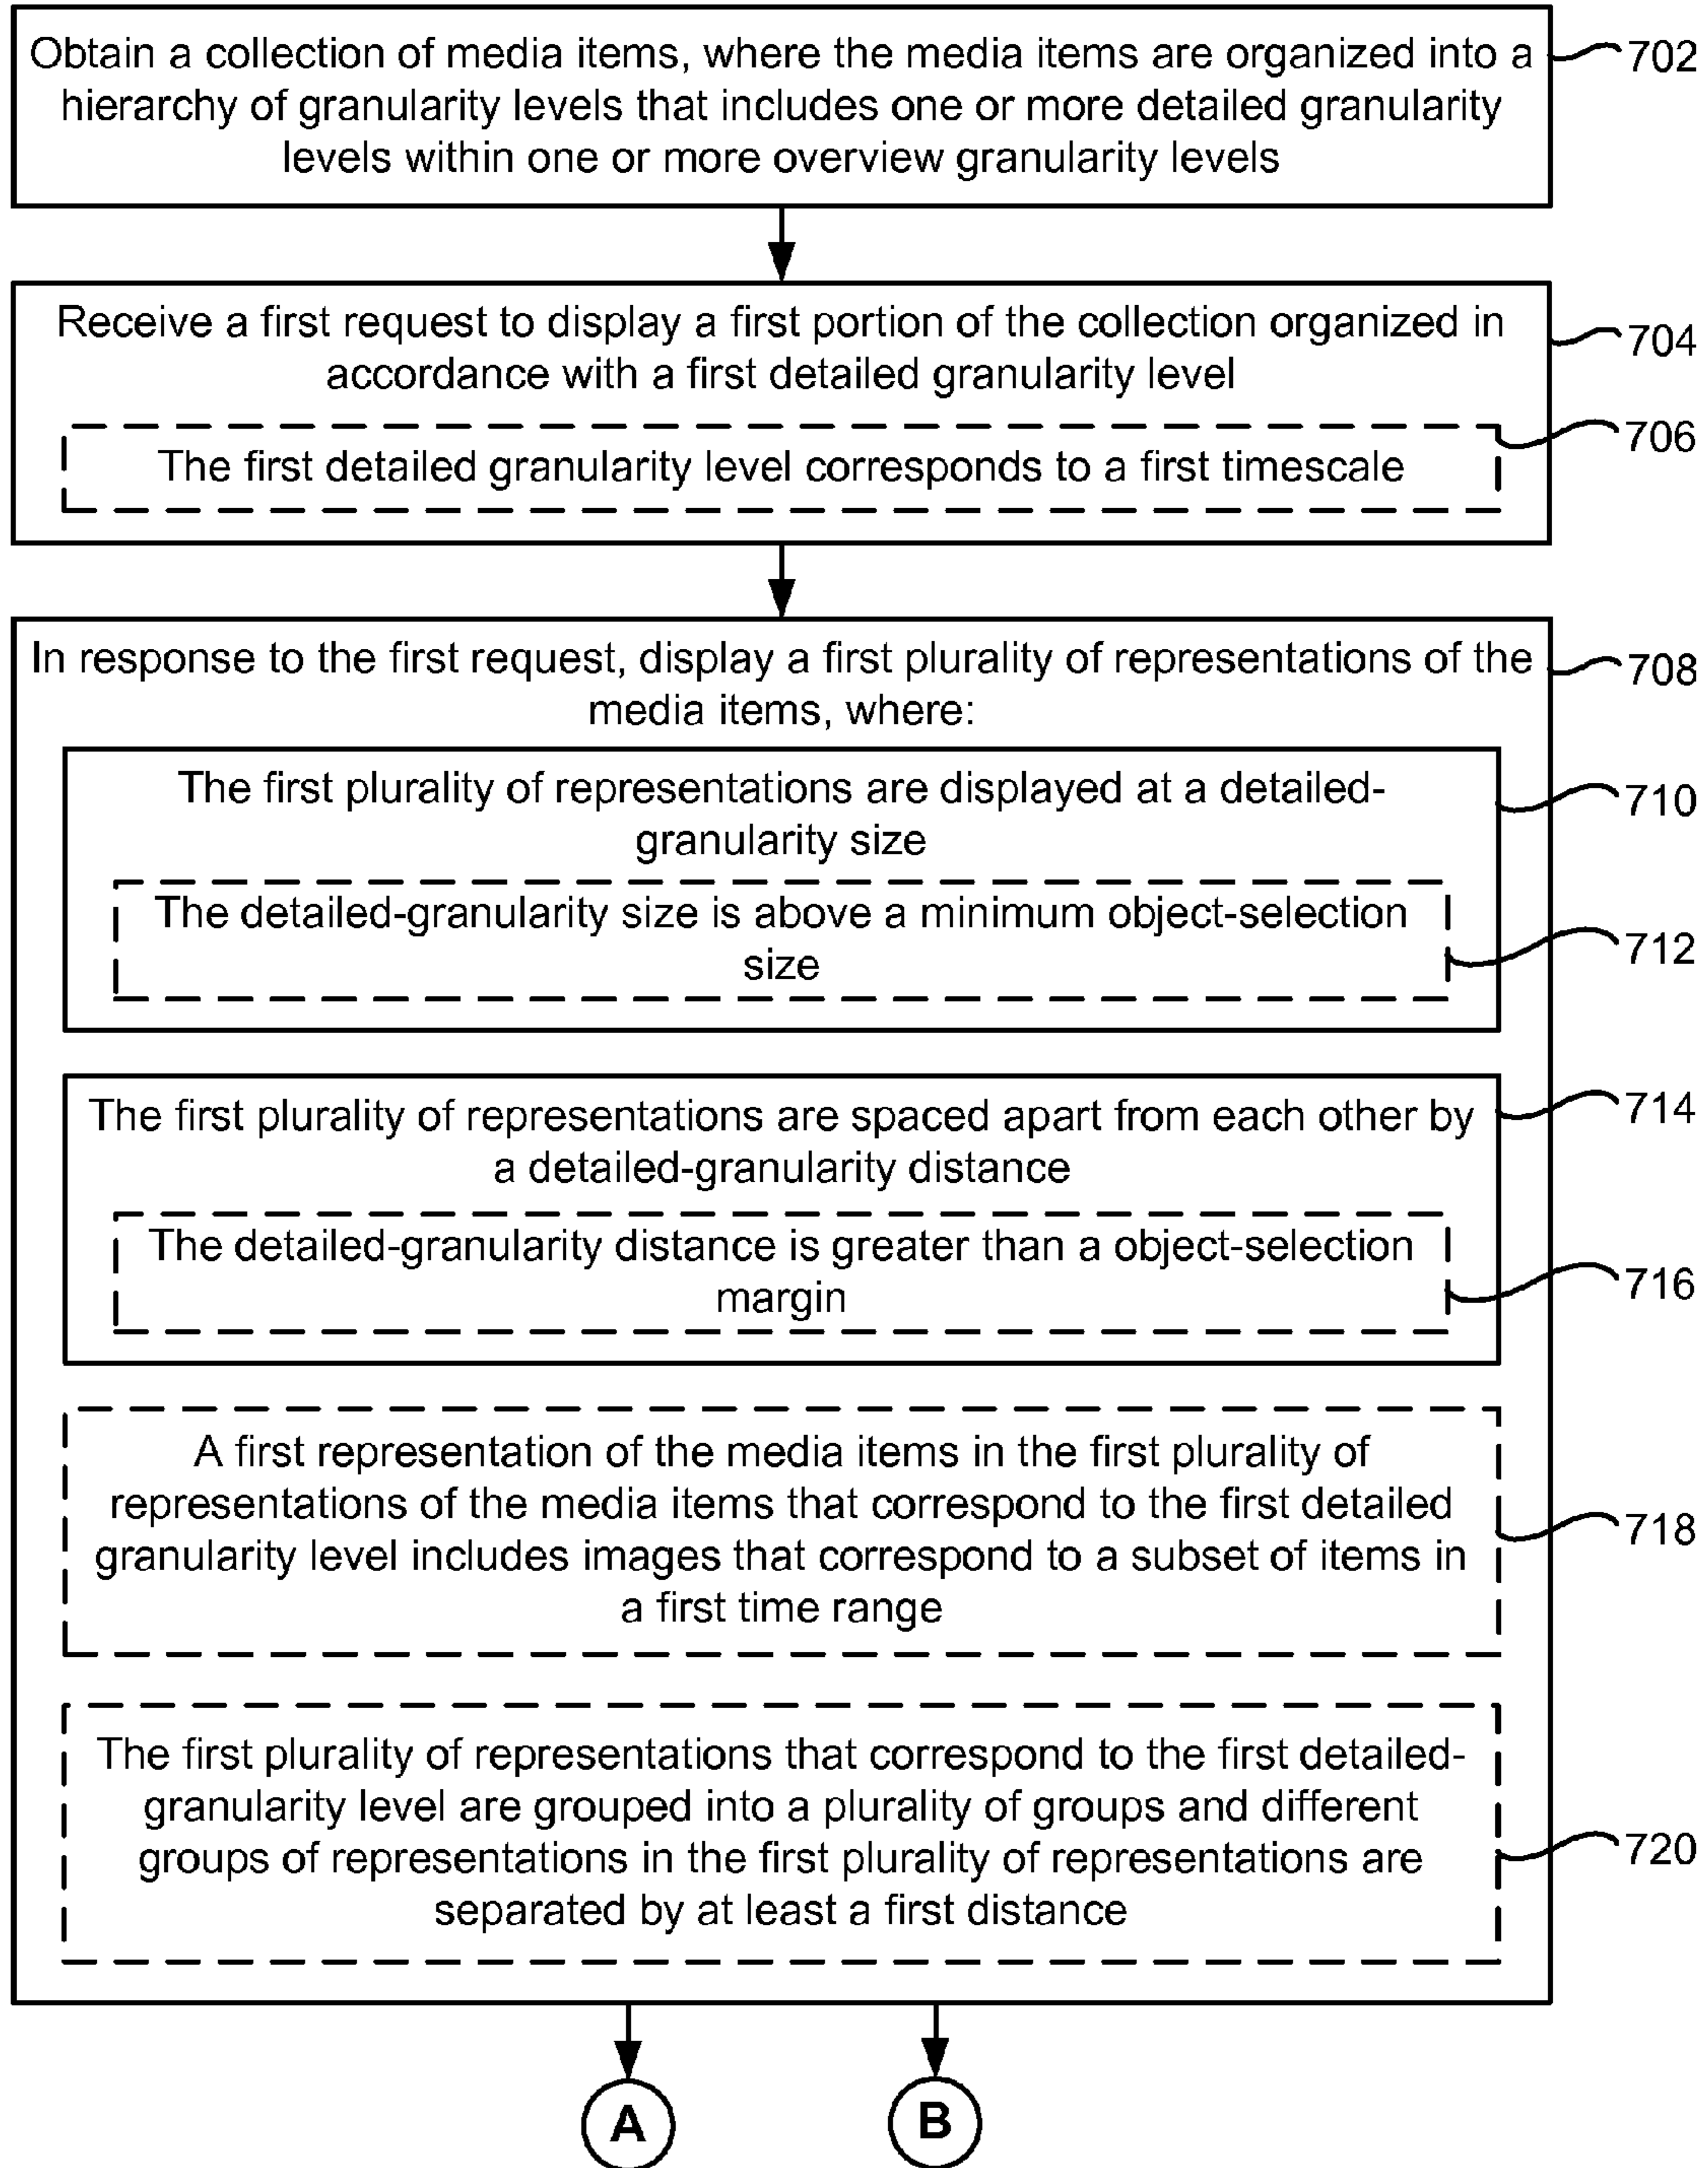 Obtain a collection of media items, where the media items are organized into a
hierarchy of granularity levels that includes one or more detailed granularity
levels within one or more overview granularity levels
702
Receive a first request to display a first portion of the collection organized in
accordance with a first detailed granularity level
704
The first detailed granularity level corresponds to a first timescale
706
In response to the first request, display a first plurality of representations of the
media items, where:
708
The first plurality of representations are displayed at a detailed-
granularity size
710
The detailed-granularity size is above a minimum object-selection
size
712
The first plurality of representations are spaced apart from each other by
a detailed-granularity distance
714
The detailed-granularity distance is greater than a object-selection
margin
716
A first representation of the media items in the first plurality of
representations of the media items that correspond to the first detailed
granularity level includes images that correspond to a subset of items in
a first time range
718
The first plurality of representations that correspond to the first detailed-
granularity level are grouped into a plurality of groups and different
groups of representations in the first plurality of representations are
separated by at least a first distance
720
A
B